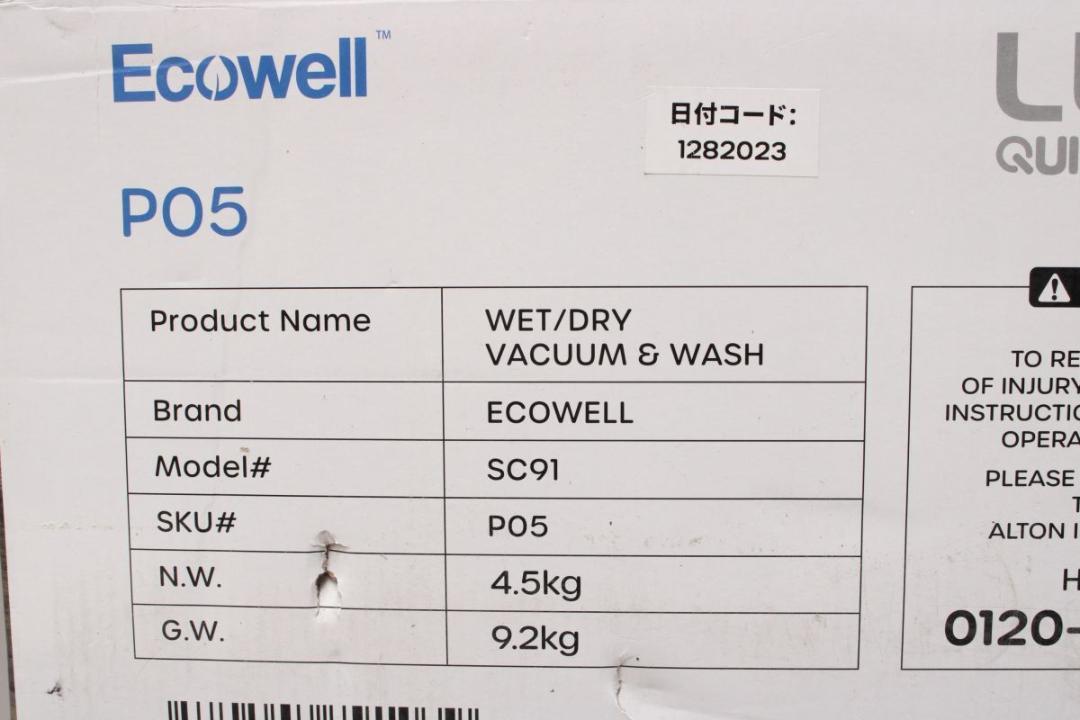 Ecowell™
日付コード:
1282023
QUI
P05
Product Name WET/DRY
VACUUM & WASH
Brand ECOWELL
Model# SC91
SKU# P05
N.W. 4.5kg
G.W. 9.2kg
TO RE
OF INJURY
INSTRUCTIO
OPERA
PLEASE
ALTON I
H
0120-